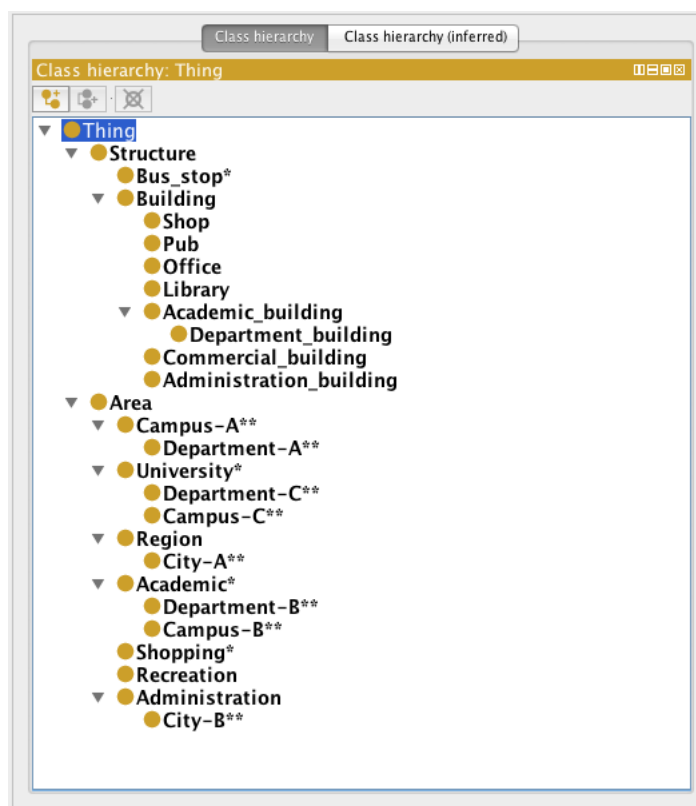 Class hierarchy Class hierarchy (inferred)
Class hierarchy: Thing
Thing
Structure
Bus_stop*
Building
Shop
Pub
Office
Library
Academic_building
Department_building
Commercial_building
Administration_building
Area
Campus-A**
Department-A**
University*
Department-C**
Campus-C**
Region
City-A**
Academic*
Department-B**
Campus-B**
Shopping*
Recreation
Administration
City-B**